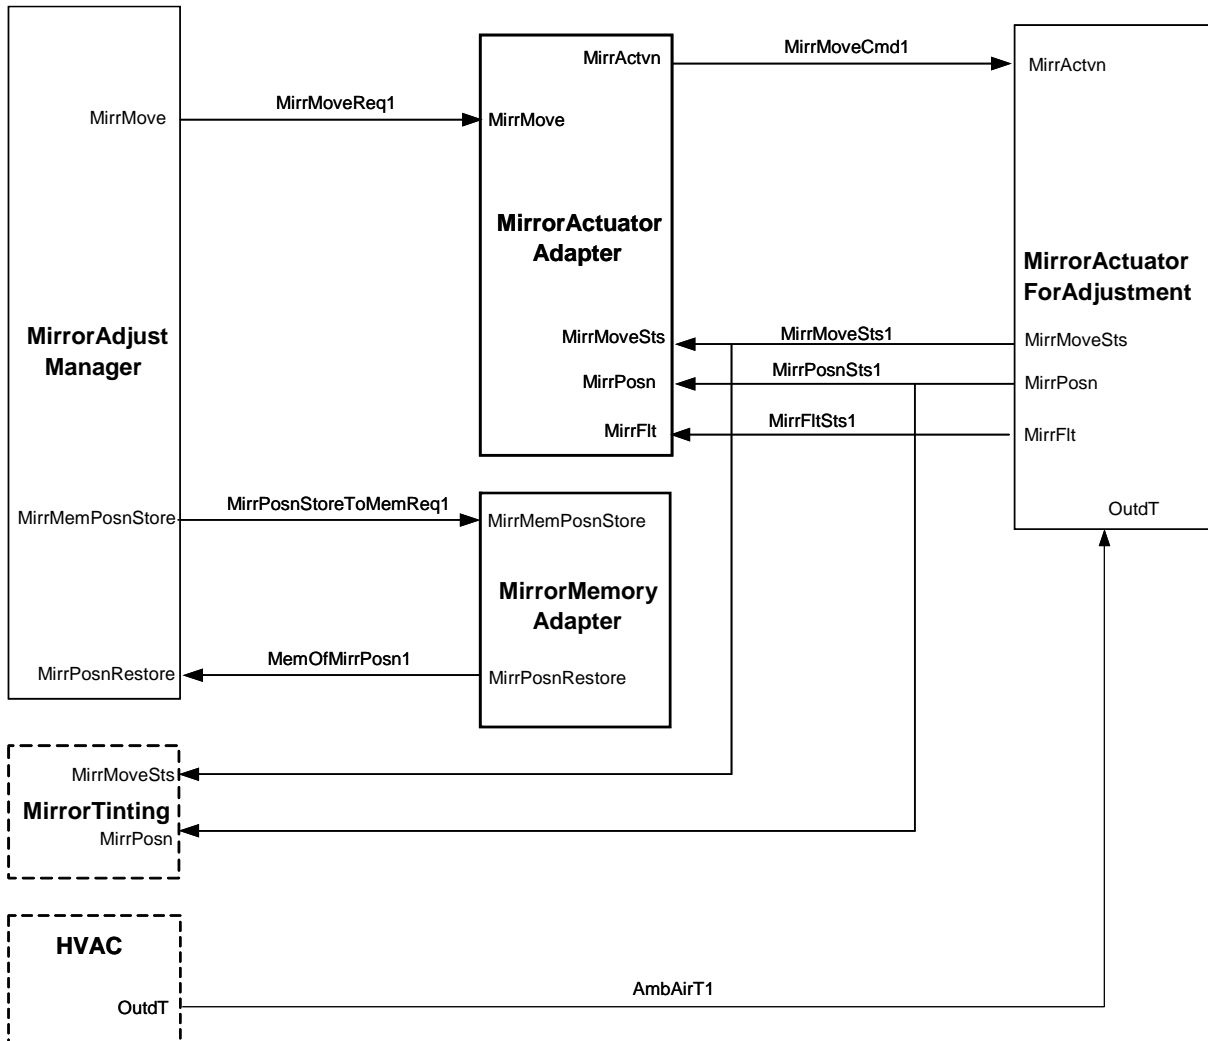 MirrActvn
MirrMoveCmd1
MirrActvn
MirrMove
MirrMoveReq1
MirrMove
MirrorActuator
Adapter
MirrorActuator
ForAdjustment
MirrorAdjust
Manager
MirrMoveSts
MirrMoveSts1
MirrMoveSts
MirrPosn
MirrPosnSts1
MirrPosn
MirrFlt
MirrFltSts1
MirrFlt
MirrMemPosnStore
MirrPosnStoreToMemReq1
MirrMemPosnStore
OutdT
MirrorMemory
Adapter
MirrPosnRestore
MemOfMirrPosn1
MirrPosnRestore
MirrMoveSts
MirrorTinting
MirrPosn
HVAC
OutdT
AmbAirT1